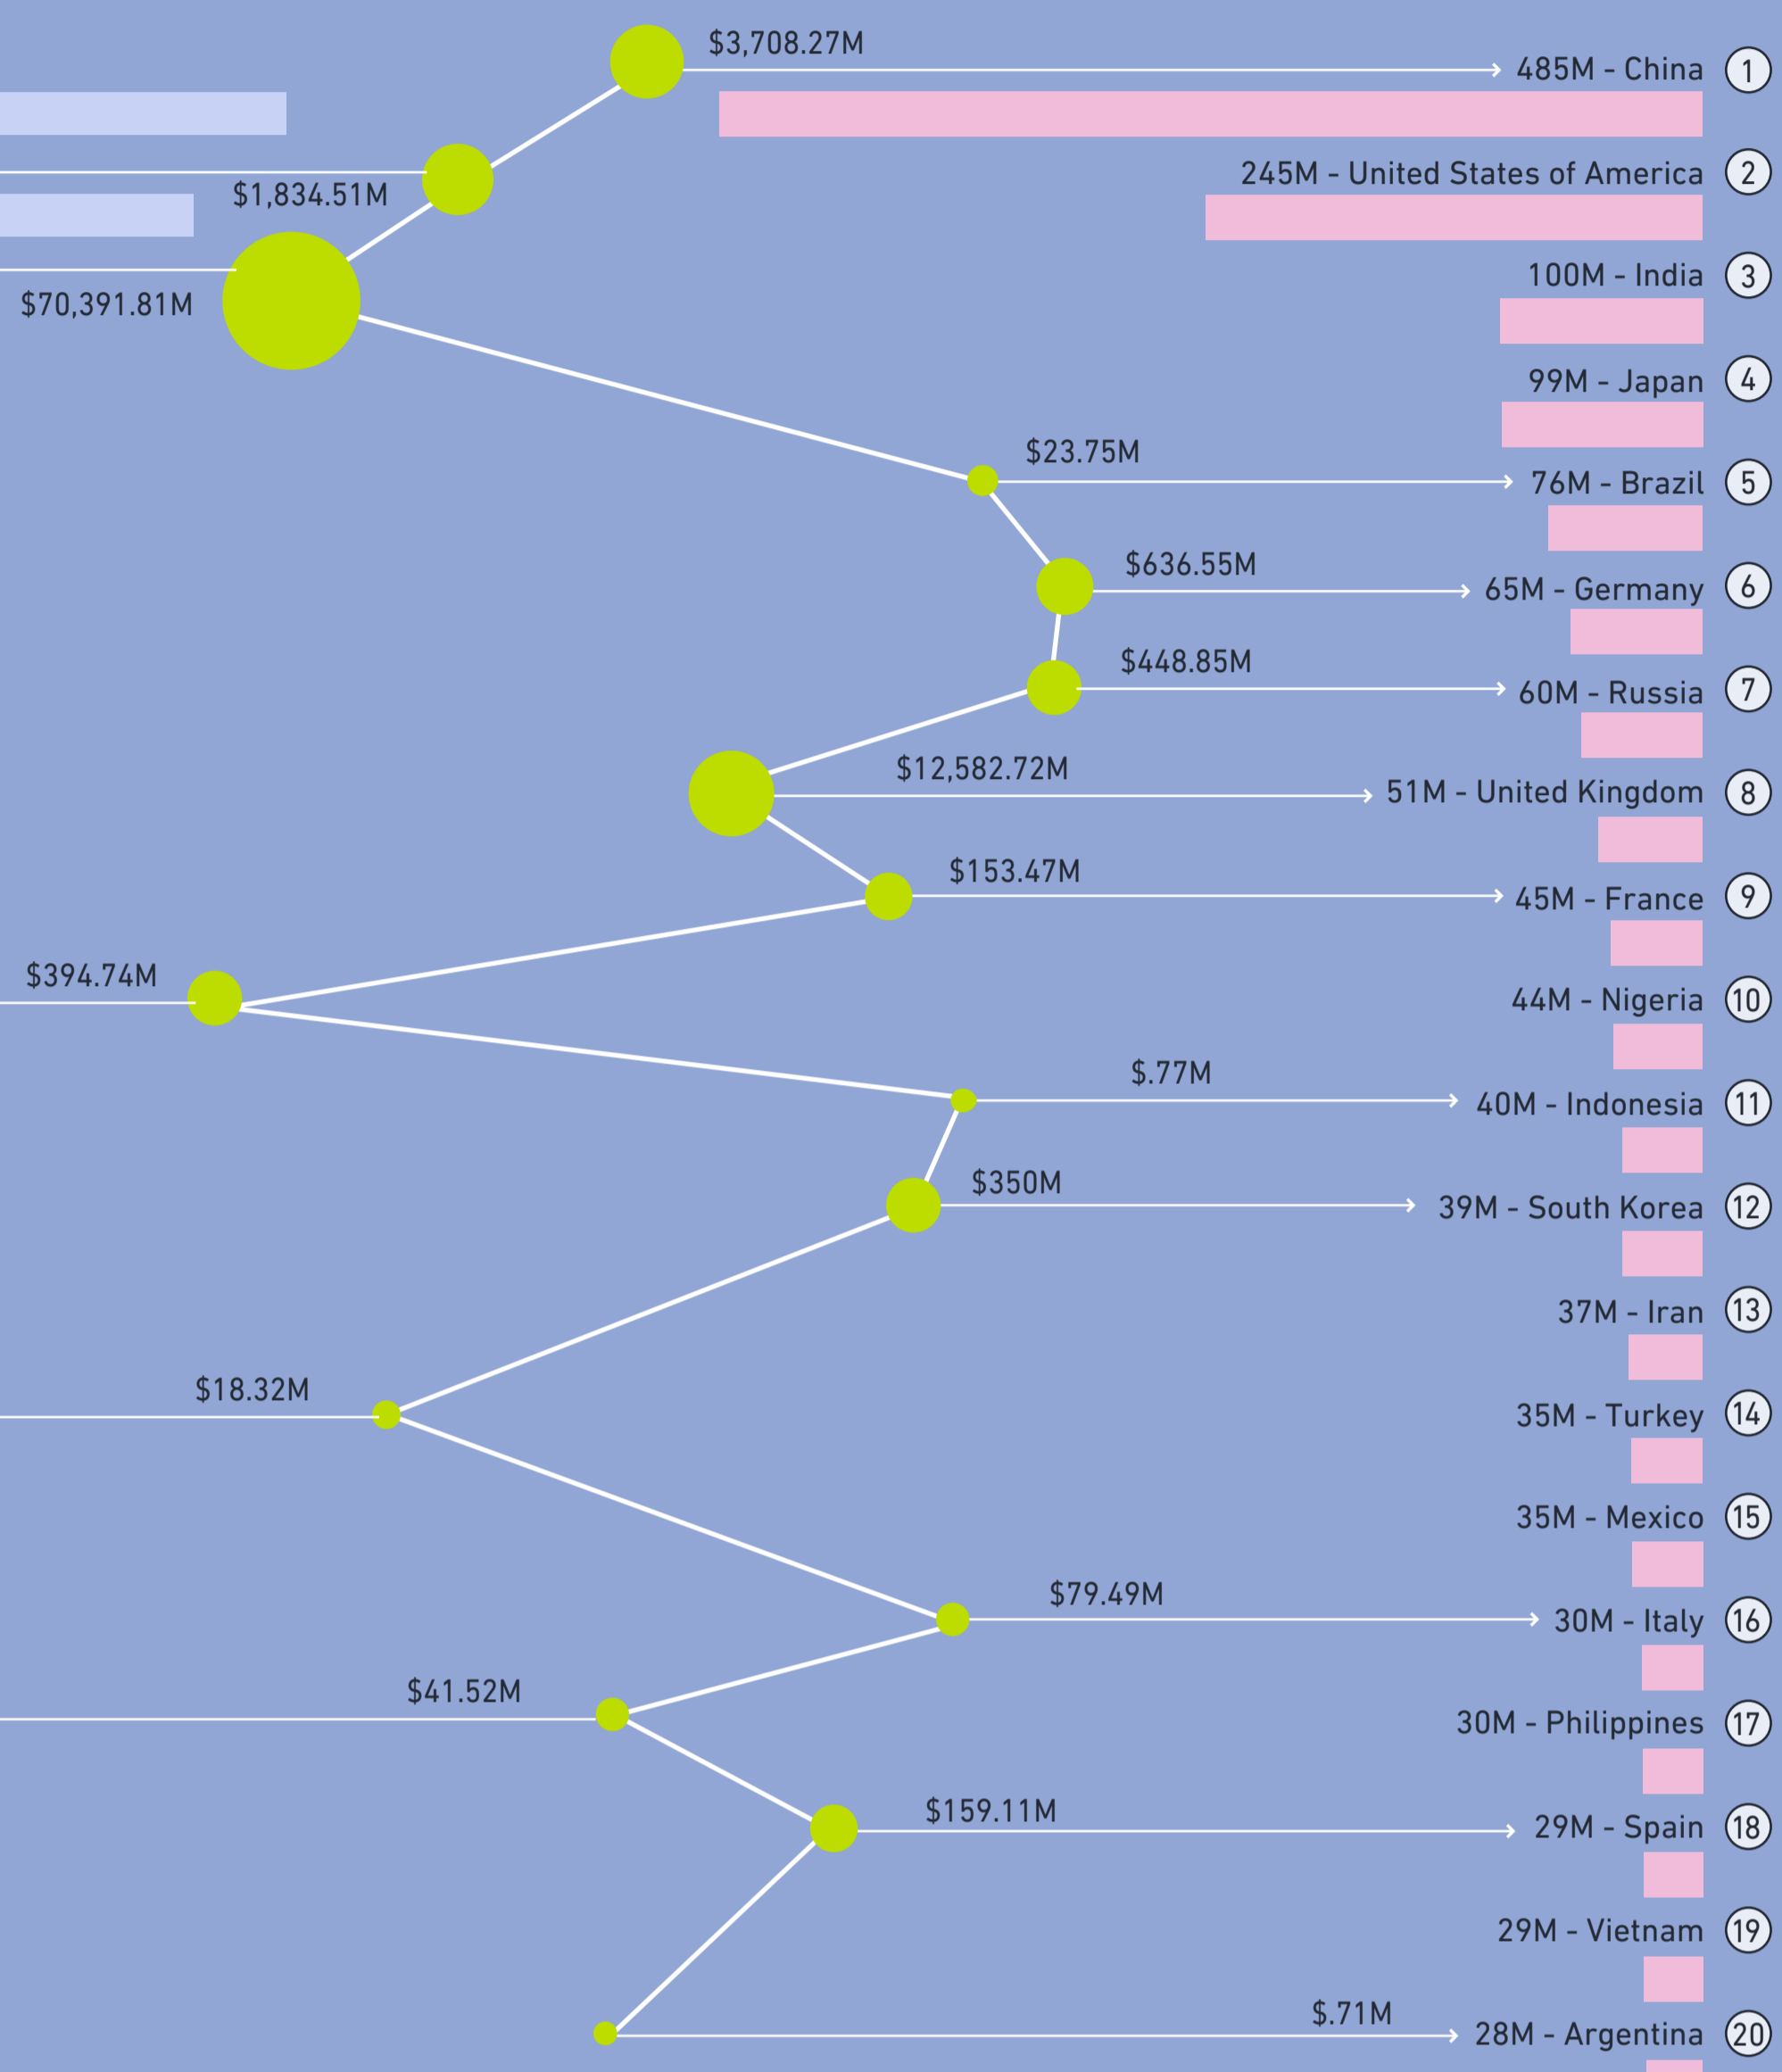 $3,708.27M
485M - China 1
245M - United States of America 2
$1,834.51M
100M - India 3
$70,391.81M
99M - Japan 4
$23.75M
76M - Brazil 5
$636.55M
65M - Germany 6
$448.85M
60M - Russia 7
$12,582.72M
51M - United Kingdom 8
$153.47M
45M - France 9
$394.74M
44M - Nigeria 10
$.77M
40M - Indonesia 11
$350M
39M - South Korea 12
37M - Iran 13
$18.32M
35M - Turkey 14
35M - Mexico 15
$79.49M
30M - Italy 16
$41.52M
30M - Philippines 17
$159.11M
29M - Spain 18
29M - Vietnam 19
$.71M
28M - Argentina 20